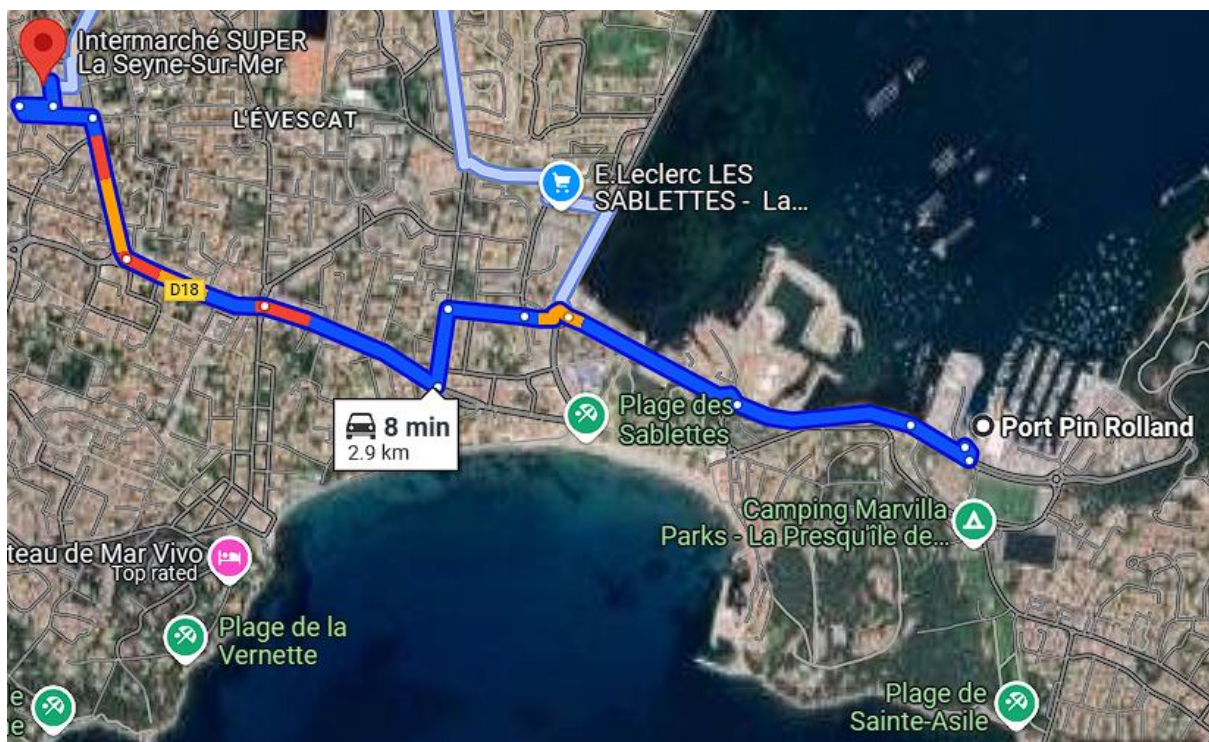 Intermarché SUPER
La Seyne-Sur-Mer
L'ÉVESCAT
E.Leclerc LES
SABLETTES - La...
D18
8 min
2.9 km
Plage des
Sablettes
Port Pin Rolland
Camping Marvilla
Parks - La Presqu'île de...
teau de Mar Vivo
Top rated
Plage de la
Vernette
e
e
Plage de
Sainte-Asile